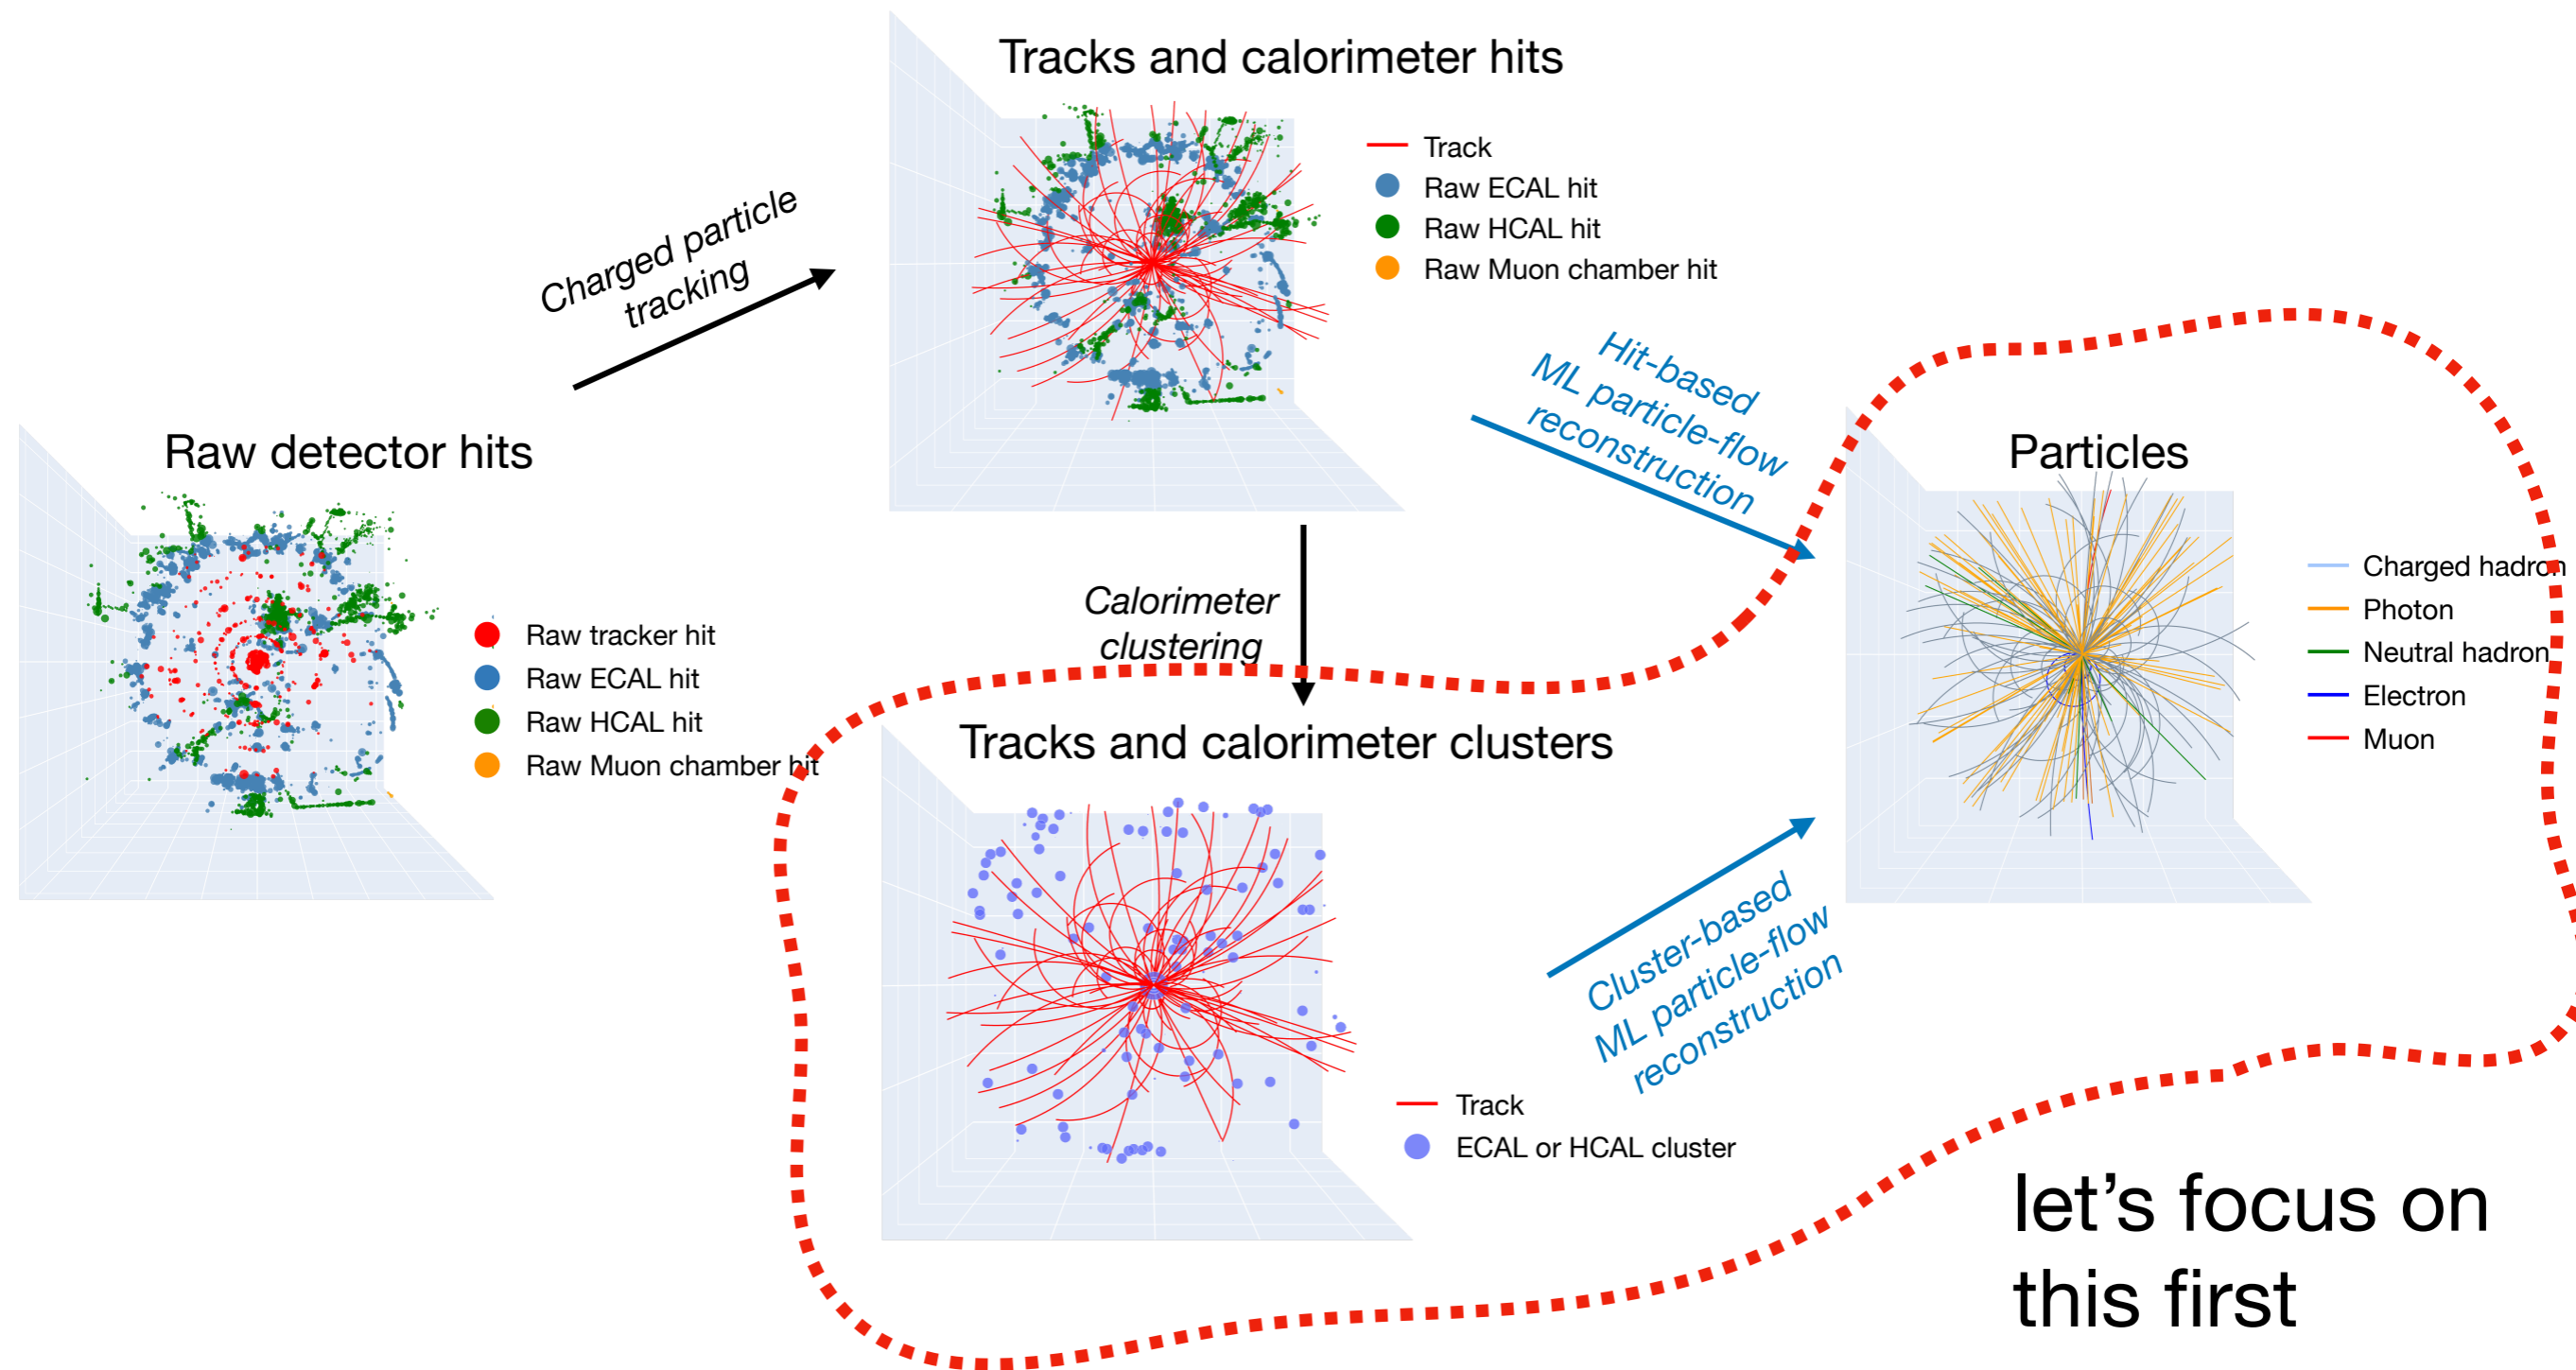 Tracks and calorimeter hits
Track
Raw ECAL hit
Raw HCAL hit
Raw Muon chamber hit
Charged particle
tracking
Hit-based
ML particle-flow
reconstruction
Raw detector hits
Raw tracker hit
Raw ECAL hit
Raw HCAL hit
Raw Muon chamber hit
Calorimeter
clustering
Particles
Charged hadron
Photon
Neutral hadron
Electron
Muon
Tracks and calorimeter clusters
Track
ECAL or HCAL cluster
Cluster-based
ML particle-flow
reconstruction
let’s focus on
this first